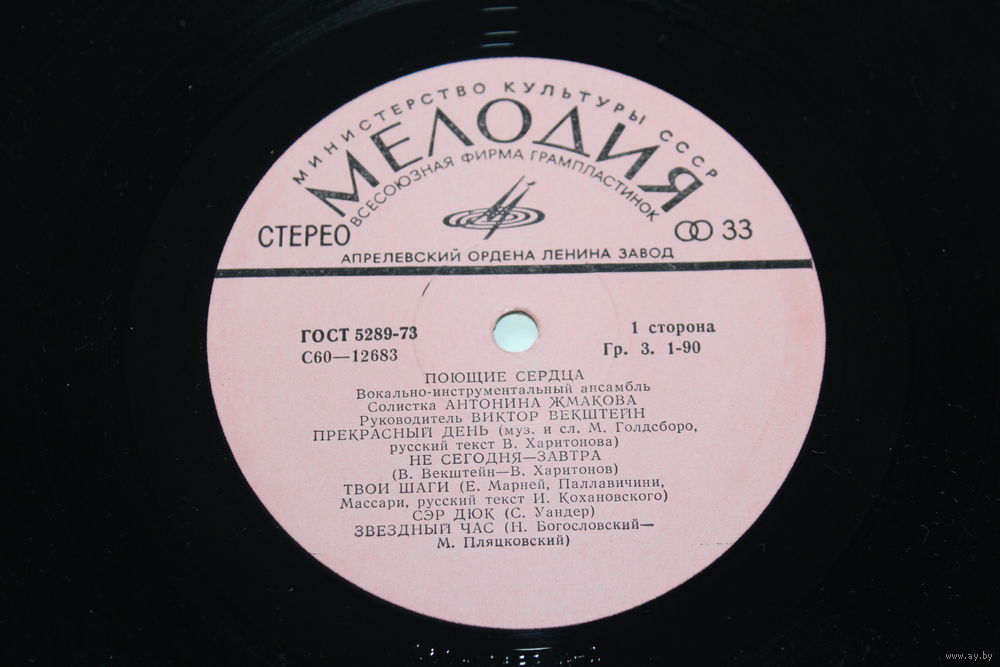 МИНИСТЕРСТВО КУЛЬТУРЫ СССР
МЕЛОДИЯ
ВСЕСОЮЗНАЯ ФИРМА ГРАМПЛАСТИНОК
СТЕРЕО
33
АПРЕЛЕВСКИЙ ОРДЕНА ЛЕНИНА ЗАВОД
ГОСТ 5289-73
С60—12683
1 сторона
Гр. 3. 1-90
ПОЮЩИЕ СЕРДЦА
Вокально-инструментальный ансамбль
Солистка АНТОНИНА ЖМАКОВА
Руководитель ВИКТОР ВЕКШТЕЙН
ПРЕКРАСНЫЙ ДЕНЬ (муз. и сл. М. Голдсборо,
русский текст В. Харитонова)
НЕ СЕГОДНЯ—ЗАВТРА
(В. Векштейн—В. Харитонов)
ТВОИ ШАГИ (Е. Марней, Паллавичини,
Массари, русский текст И. Кохановского)
СЭР ДЮК (С. Уандер)
ЗВЕЗДНЫЙ ЧАС (Н. Богословский—
М. Пляцковский)
www.ay.by